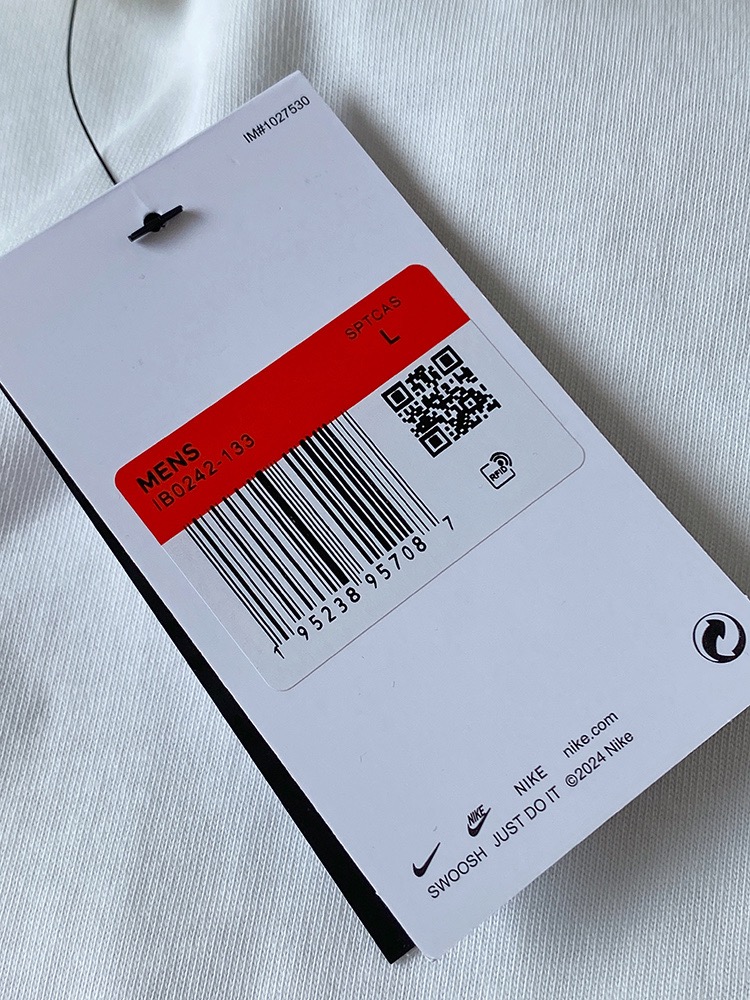 IM#1027530
SPTCAS
L
MENS
IB0242-133
RFID
1 95238 95708 7
NIKE
NIKE nike.com
SWOOSH JUST DO IT ©2024 Nike